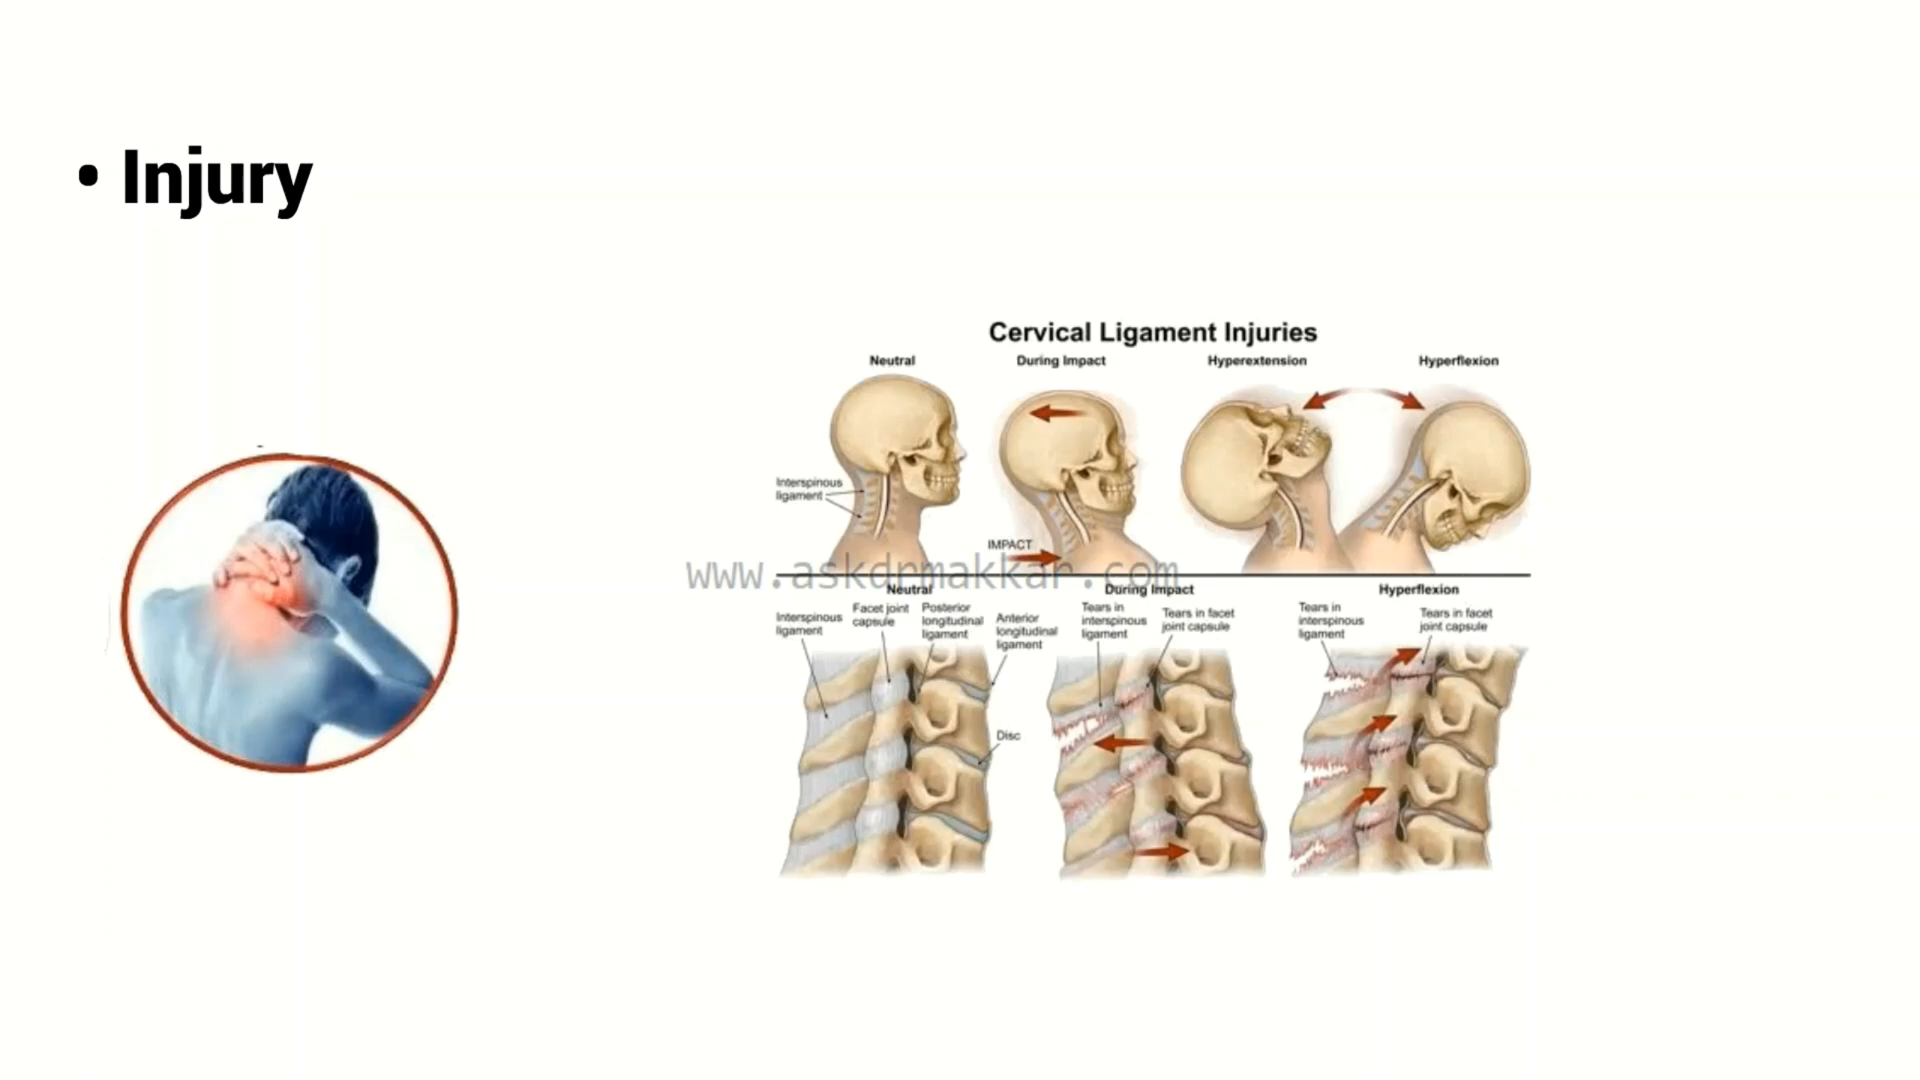 • Injury
Cervical Ligament Injuries
Neutral
During Impact
Hyperextension
Hyperflexion
Interspinous
ligament
IMPACT
www.askdrmakkar.com
Neutral
During Impact
Hyperflexion
Interspinous
ligament
Facet joint
capsule
Posterior
longitudinal
ligament
Anterior
longitudinal
ligament
Tears in
interspinous
ligament
Tears in facet
joint capsule
Tears in
interspinous
ligament
Tears in facet
joint capsule
Disc